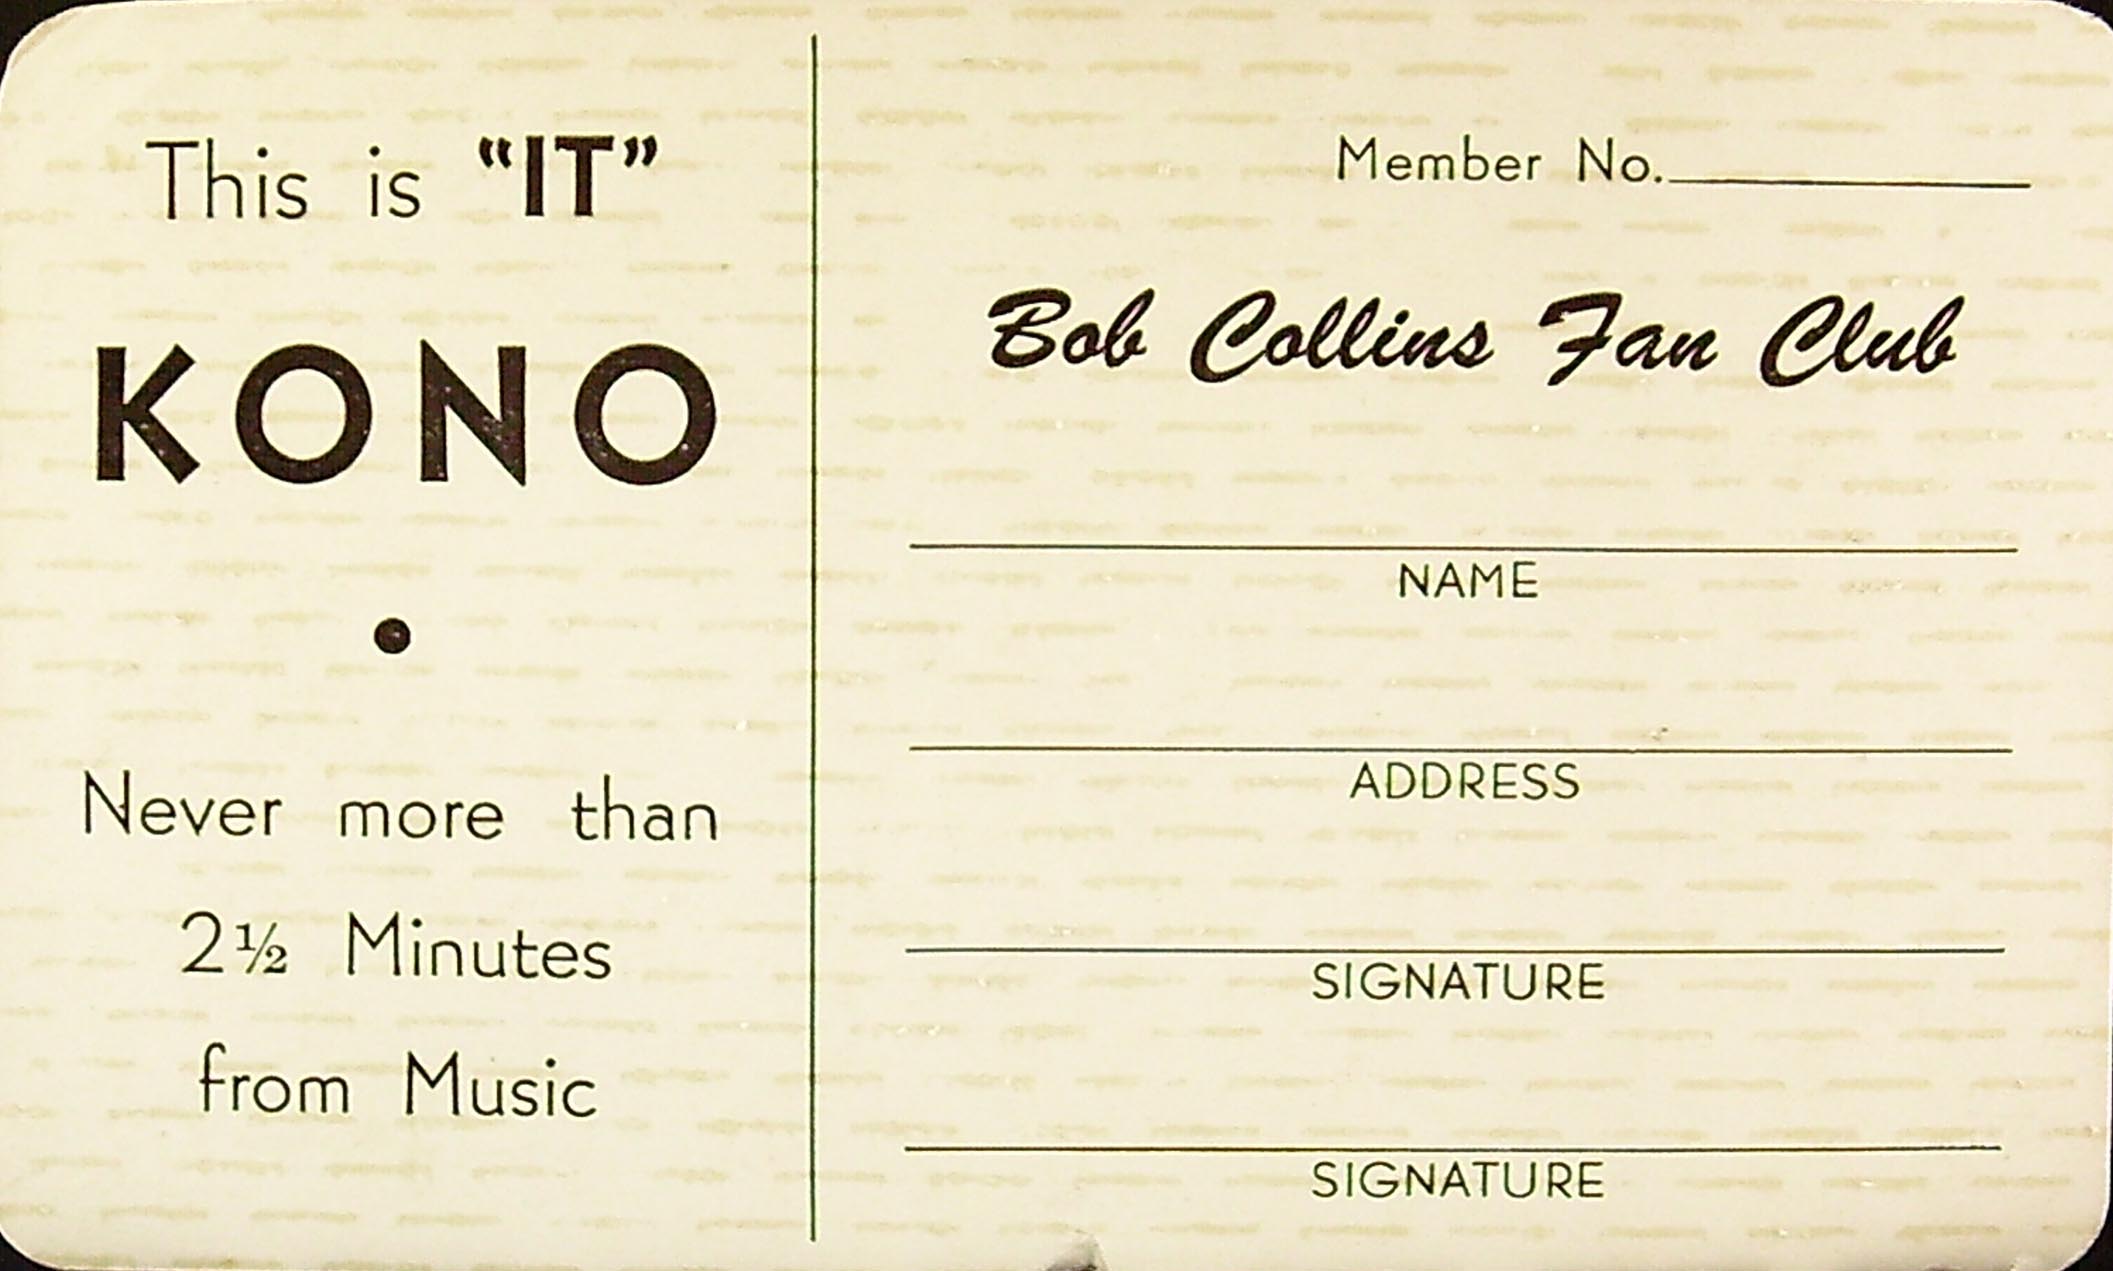 This is "IT"
KONO
•
Never more than
2½ Minutes
from Music
Member No.
Bob Collins Fan Club
NAME
ADDRESS
SIGNATURE
SIGNATURE